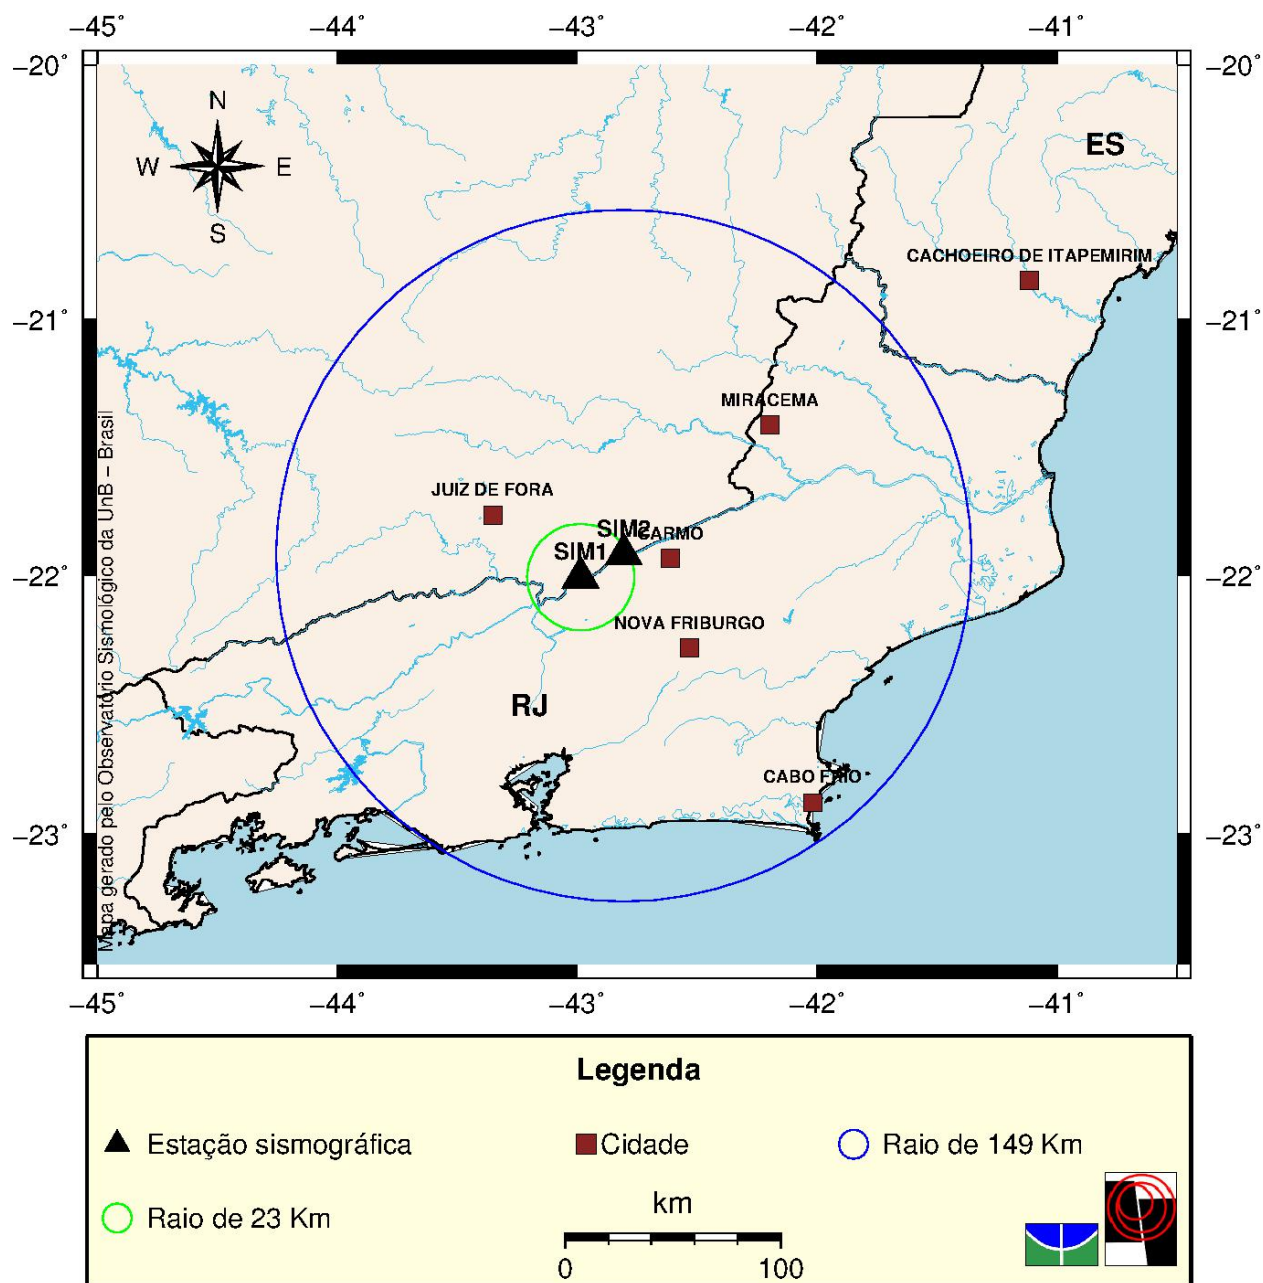 −45˚ −44˚ −43˚ −42˚ −41˚
−20˚ −20˚
N
W E
S
ES
CACHOEIRO DE ITAPEMIRIM
−21˚ −21˚
MIRACEMA
JUIZ DE FORA
SIM2
CARMO
SIM1
−22˚ −22˚
NOVA FRIBURGO
RJ
CABO FRIO
−23˚ −23˚
Mapa gerado pelo Observatório Sismológico da UnB − Brasil
−45˚ −44˚ −43˚ −42˚ −41˚
Legenda
Estação sismográfica Cidade Raio de 149 Km
Raio de 23 Km
km
0 100